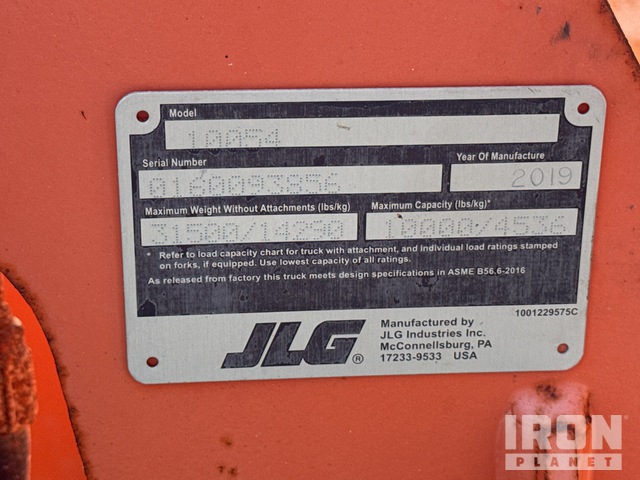 Model
10054
Serial Number
Year Of Manufacture
0160093856
2019
Maximum Weight Without Attachments (lbs/kg)
Maximum Capacity (lbs/kg)*
31500/14290
10000/4536
* Refer to load capacity chart for truck with attachment, and individual load ratings stamped
on forks, if equipped. Use lowest capacity of all ratings.
As released from factory this truck meets design specifications in ASME B56.6-2016
1001229575C
JLG®
Manufactured by
JLG Industries Inc.
McConnellsburg, PA
17233-9533 USA
IRON
PLANET